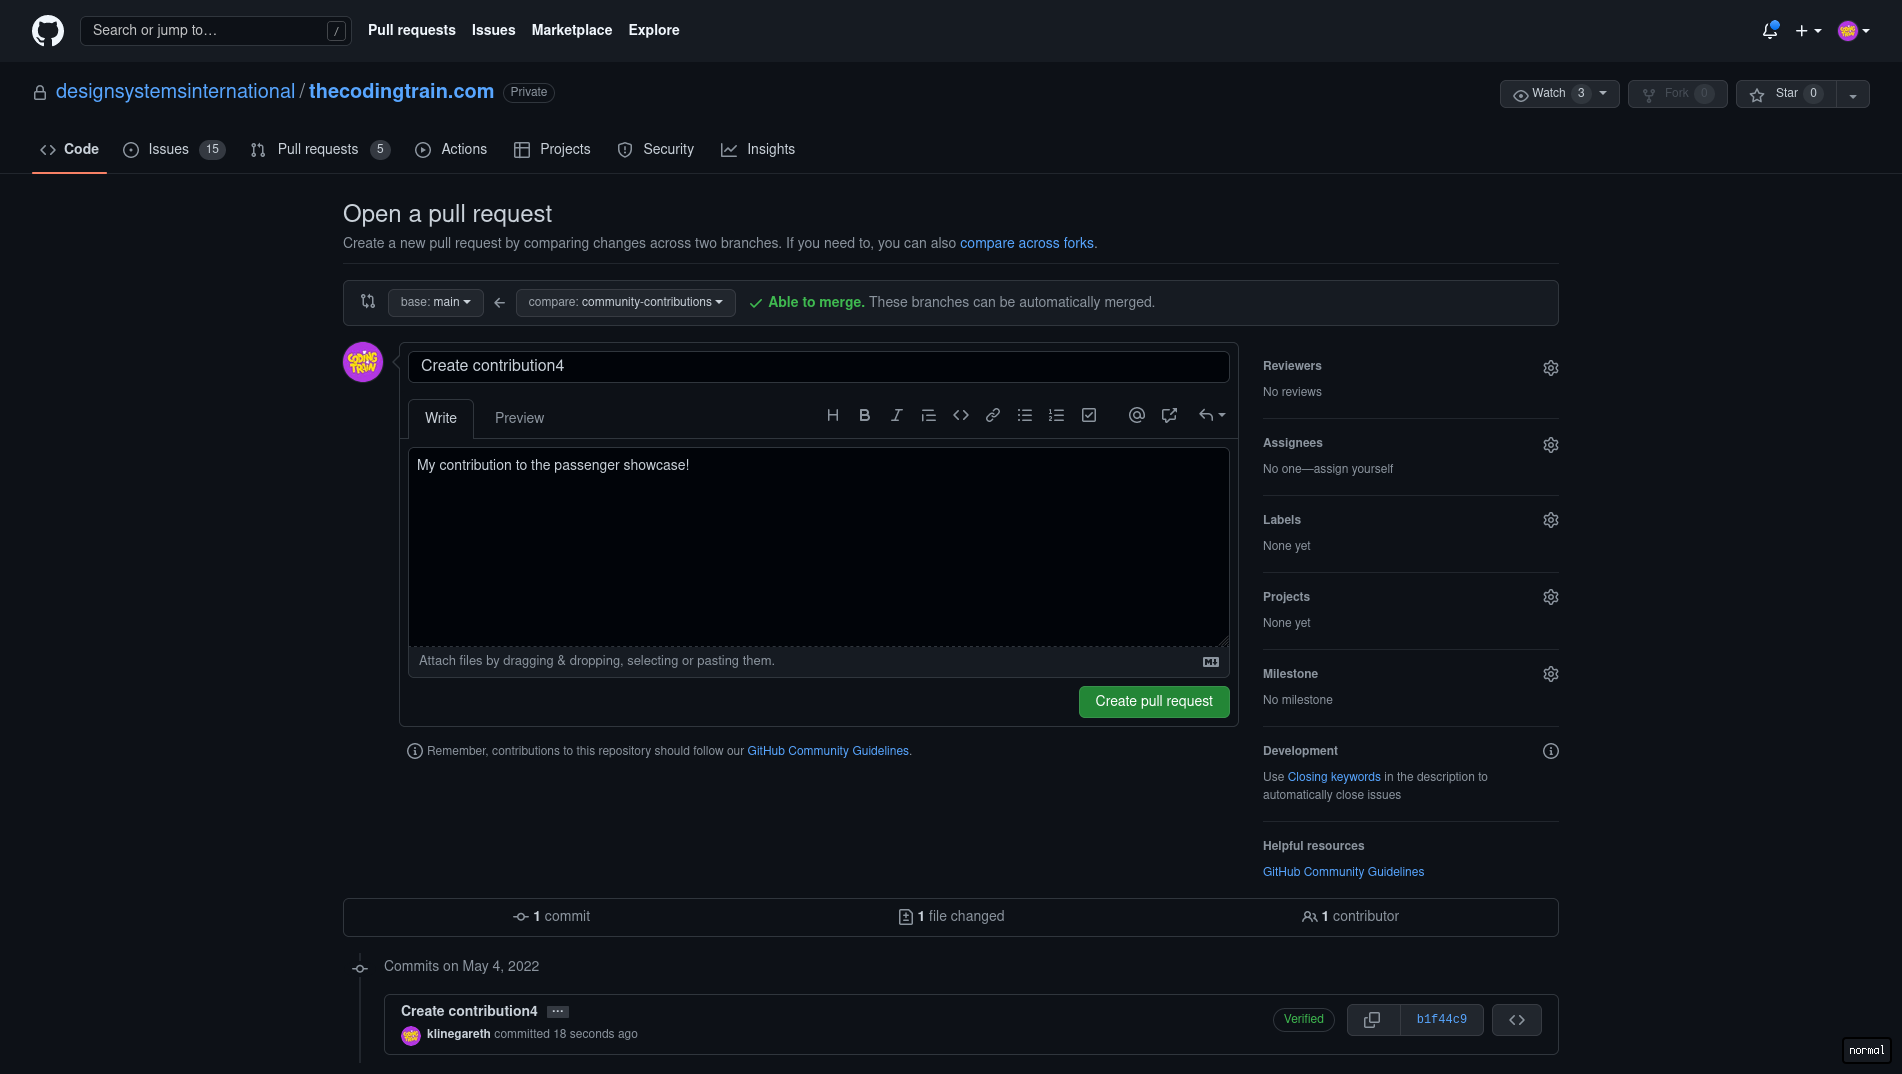 Search or jump to…
/
Pull requests
Issues
Marketplace
Explore
designsystemsinternational / thecodingtrain.com
Private
Watch 3
Fork 0
Star 0
Code
Issues 15
Pull requests 5
Actions
Projects
Security
Insights
Open a pull request
Create a new pull request by comparing changes across two branches. If you need to, you can also compare across forks.
base: main
compare: community-contributions
Able to merge. These branches can be automatically merged.
CODING
TRAIN
Create contribution4
Write
Preview
My contribution to the passenger showcase!
Attach files by dragging & dropping, selecting or pasting them.
Create pull request
Remember, contributions to this repository should follow our GitHub Community Guidelines.
Reviewers
No reviews
Assignees
No one—assign yourself
Labels
None yet
Projects
None yet
Milestone
No milestone
Development
Use Closing keywords in the description to
automatically close issues
Helpful resources
GitHub Community Guidelines
1 commit
1 file changed
1 contributor
Commits on May 4, 2022
Create contribution4 …
klinegareth committed 18 seconds ago
Verified
b1f44c9
normal